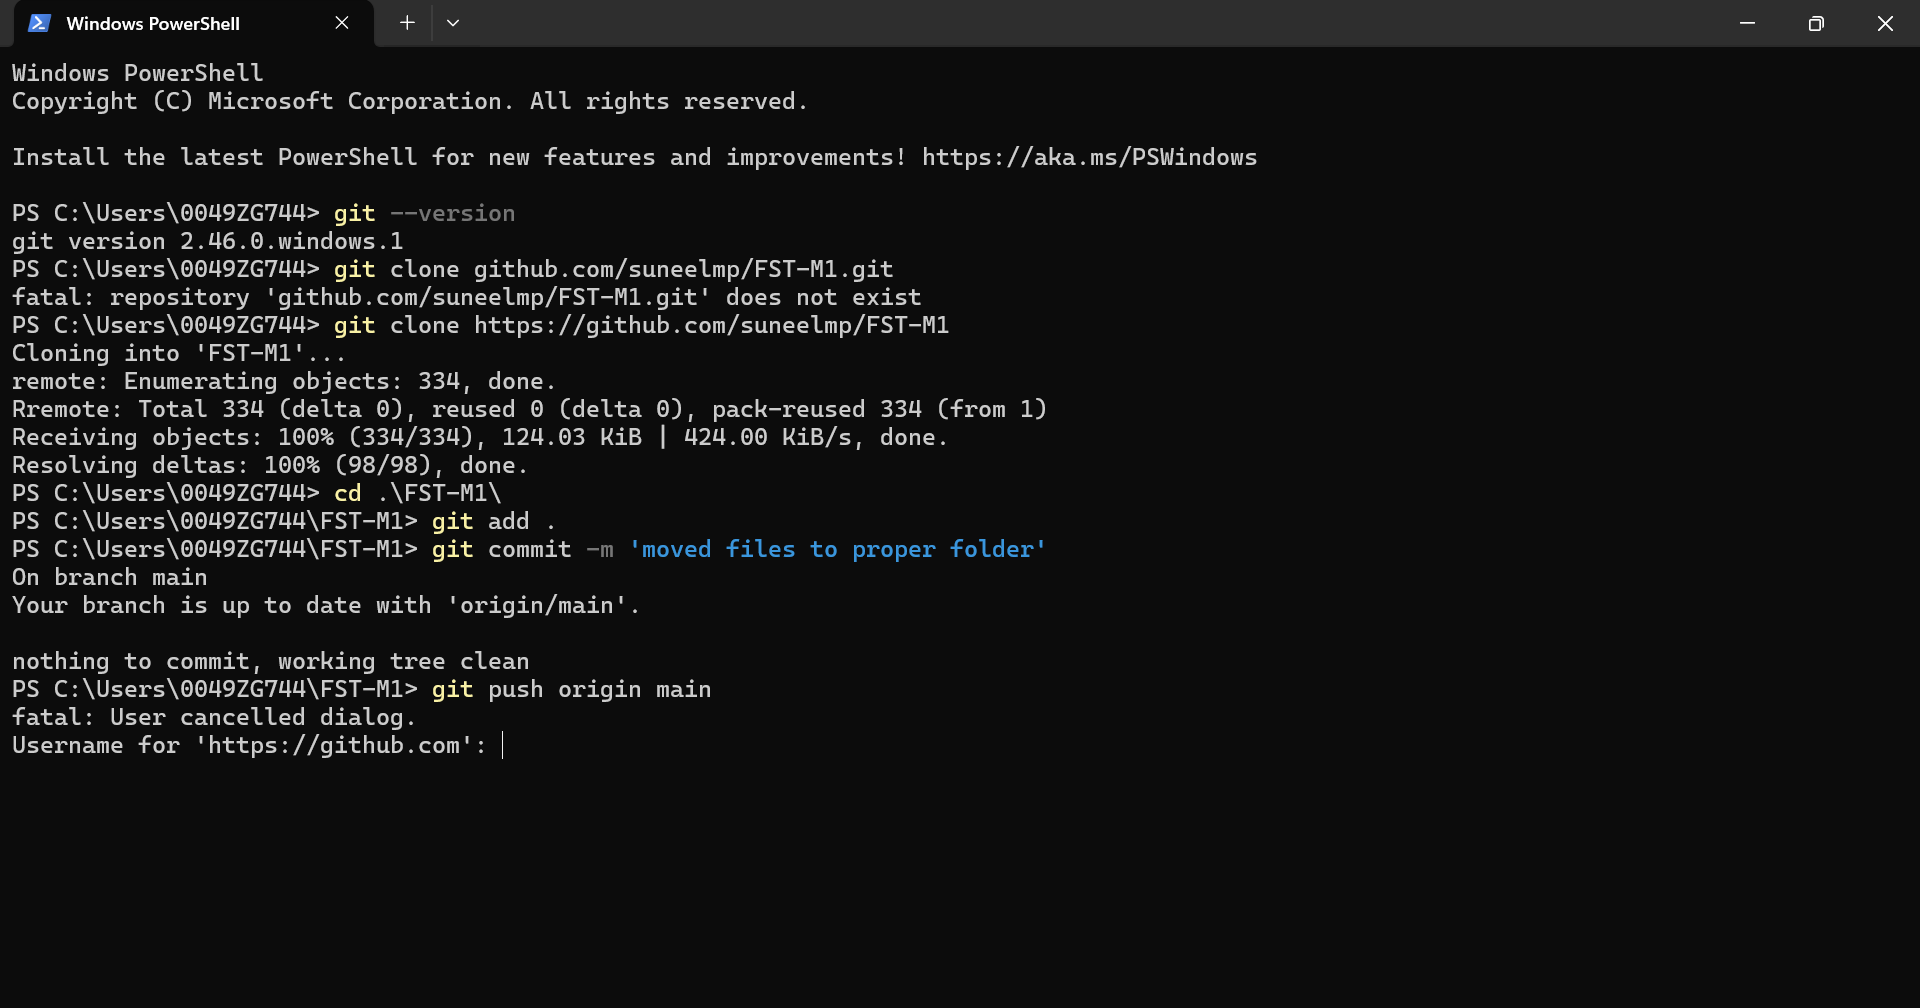 Windows PowerShell
Windows PowerShell
Copyright (C) Microsoft Corporation. All rights reserved.
Install the latest PowerShell for new features and improvements! https://aka.ms/PSWindows
PS C:\Users\0049ZG744> git --version
git version 2.46.0.windows.1
PS C:\Users\0049ZG744> git clone github.com/suneelmp/FST-M1.git
fatal: repository 'github.com/suneelmp/FST-M1.git' does not exist
PS C:\Users\0049ZG744> git clone https://github.com/suneelmp/FST-M1
Cloning into 'FST-M1'...
remote: Enumerating objects: 334, done.
Rremote: Total 334 (delta 0), reused 0 (delta 0), pack-reused 334 (from 1)
Receiving objects: 100% (334/334), 124.03 KiB | 424.00 KiB/s, done.
Resolving deltas: 100% (98/98), done.
PS C:\Users\0049ZG744> cd .\FST-M1\
PS C:\Users\0049ZG744\FST-M1> git add .
PS C:\Users\0049ZG744\FST-M1> git commit -m 'moved files to proper folder'
On branch main
Your branch is up to date with 'origin/main'.
nothing to commit, working tree clean
PS C:\Users\0049ZG744\FST-M1> git push origin main
fatal: User cancelled dialog.
Username for 'https://github.com':